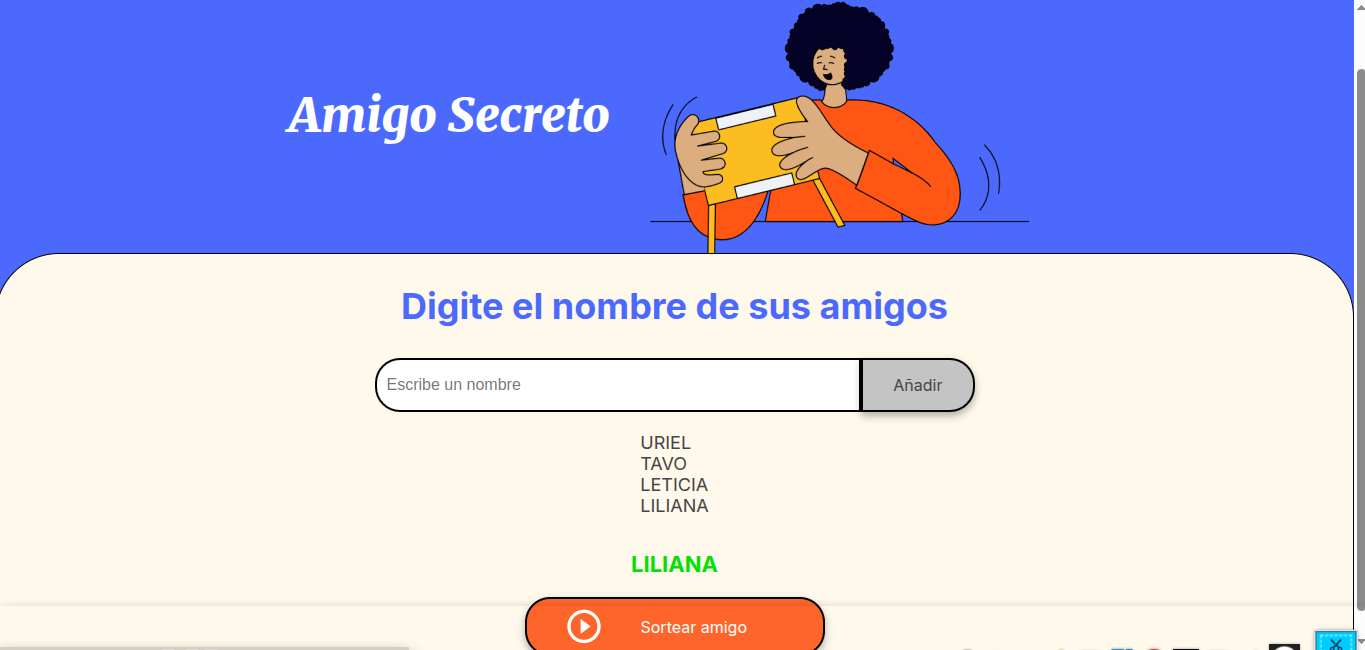 Amigo Secreto
Digite el nombre de sus amigos
Escribe un nombre
Añadir
URIEL
TAVO
LETICIA
LILIANA
LILIANA
Sortear amigo